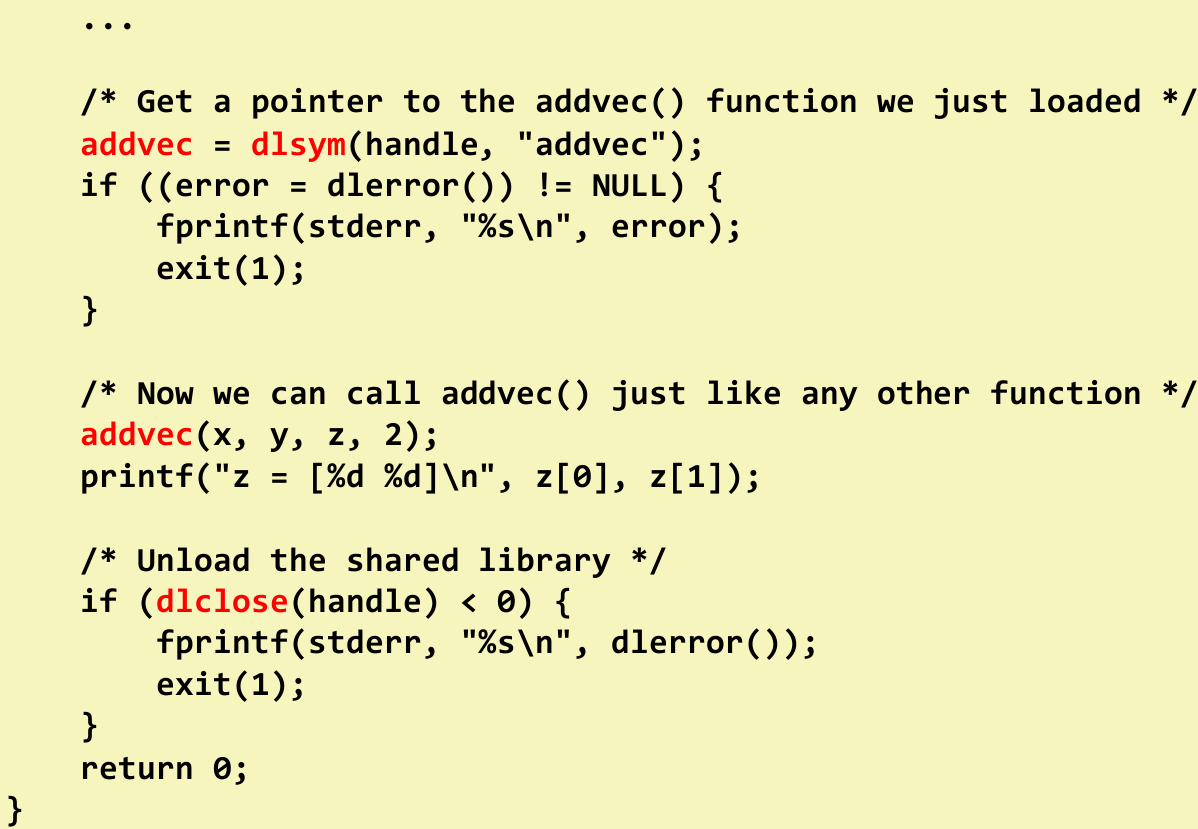 ...
/* Get a pointer to the addvec() function we just loaded */
addvec = dlsym(handle, "addvec");
if ((error = dlerror()) != NULL) {
    fprintf(stderr, "%s\n", error);
    exit(1);
}
/* Now we can call addvec() just like any other function */
addvec(x, y, z, 2);
printf("z = [%d %d]\n", z[0], z[1]);
/* Unload the shared library */
if (dlclose(handle) < 0) {
    fprintf(stderr, "%s\n", dlerror());
    exit(1);
}
return 0;
}